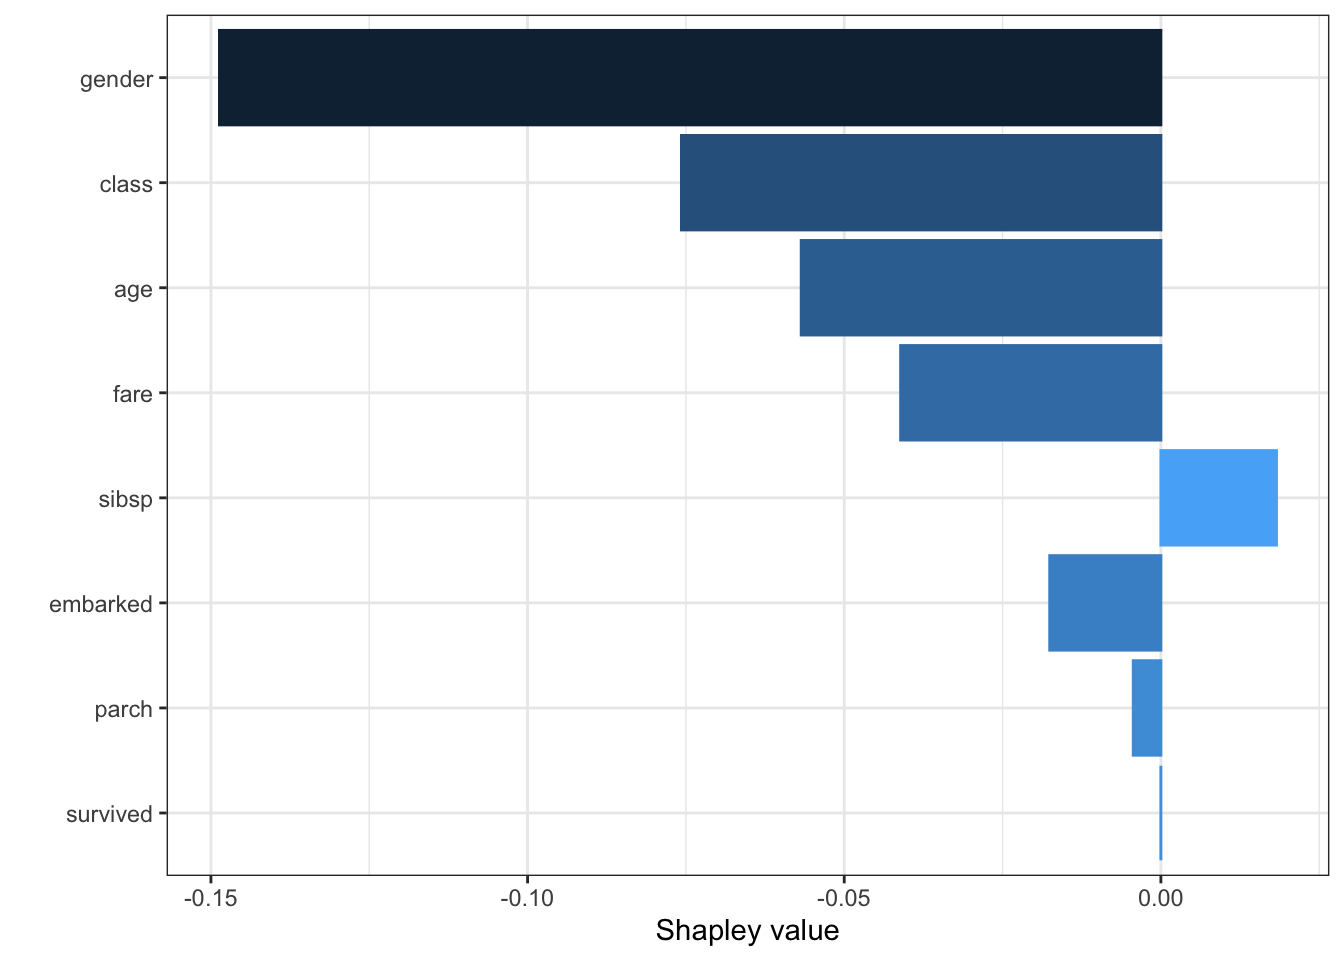 gender
class
age
fare
sibsp
embarked
parch
survived
-0.15 -0.10 -0.05 0.00
Shapley value